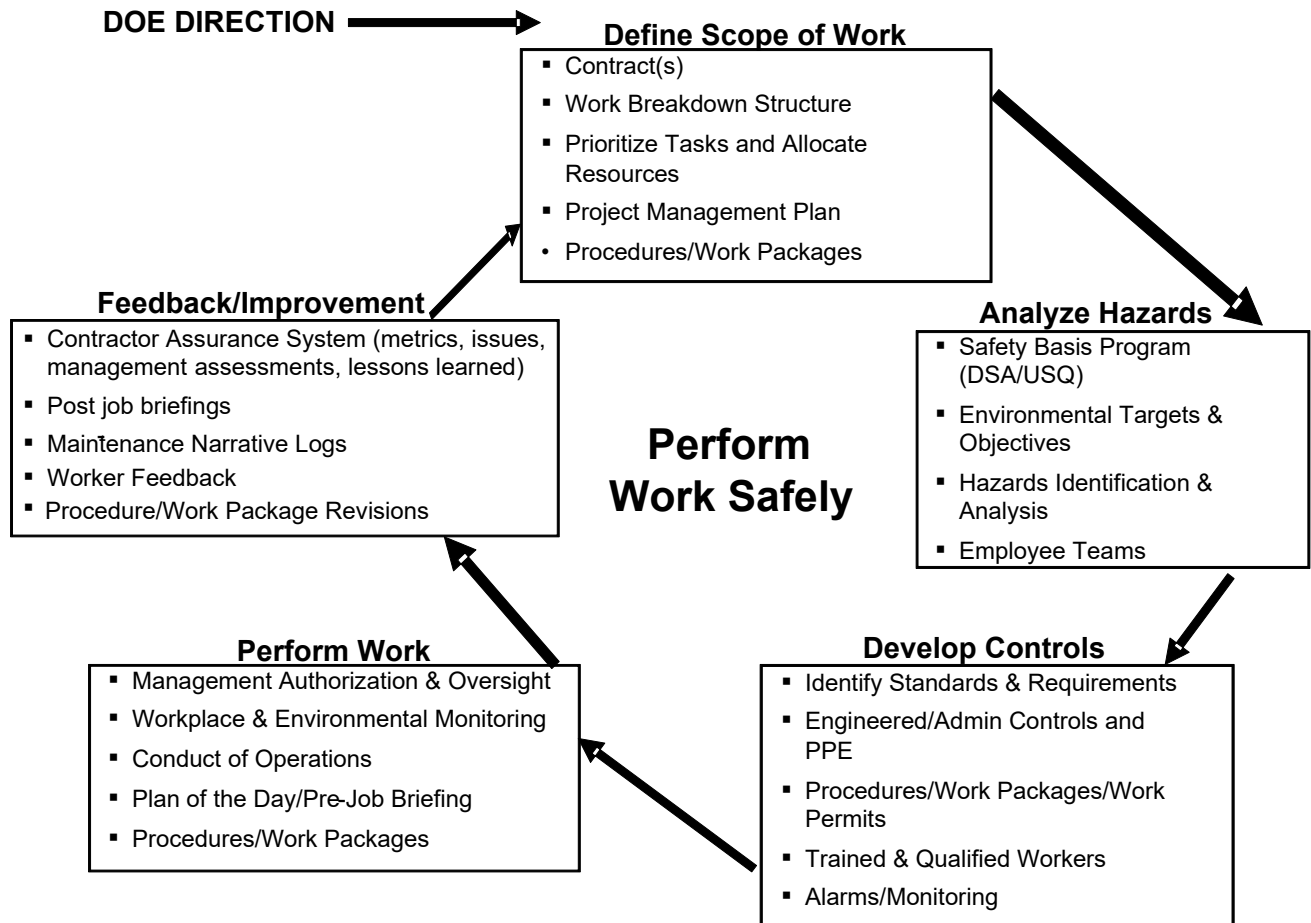 DOE DIRECTION
Define Scope of Work
▪ Contract(s)
▪ Work Breakdown Structure
▪ Prioritize Tasks and Allocate
Resources
▪ Project Management Plan
• Procedures/Work Packages
Analyze Hazards
▪ Safety Basis Program
(DSA/USQ)
▪ Environmental Targets &
Objectives
▪ Hazards Identification &
Analysis
▪ Employee Teams
Develop Controls
▪ Identify Standards & Requirements
▪ Engineered/Admin Controls and
PPE
▪ Procedures/Work Packages/Work
Permits
▪ Trained & Qualified Workers
▪ Alarms/Monitoring
Perform Work
▪ Management Authorization & Oversight
▪ Workplace & Environmental Monitoring
▪ Conduct of Operations
▪ Plan of the Day/Pre-Job Briefing
▪ Procedures/Work Packages
Feedback/Improvement
▪ Contractor Assurance System (metrics, issues,
management assessments, lessons learned)
▪ Post job briefings
▪ Maintenance Narrative Logs
▪ Worker Feedback
▪ Procedure/Work Package Revisions
Perform
Work Safely